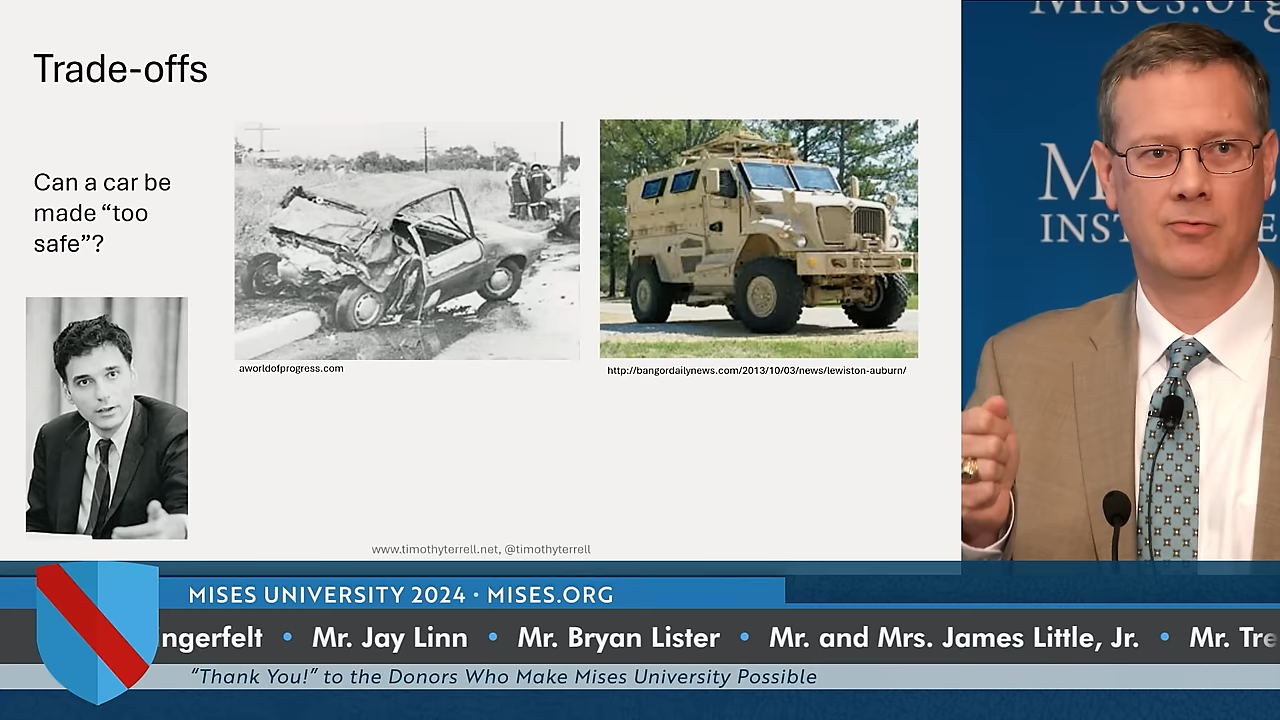 Trade-offs
Can a car be
made “too
safe”?
aworldofprogress.com
http://bangordailynews.com/2013/10/03/news/lewiston-auburn/
www.timothyterrell.net, @timothyterrell
Mises.org
INST
MISES UNIVERSITY 2024 • MISES.ORG
ngerfelt • Mr. Jay Linn • Mr. Bryan Lister • Mr. and Mrs. James Little, Jr. • Mr. Tre
“Thank You!” to the Donors Who Make Mises University Possible